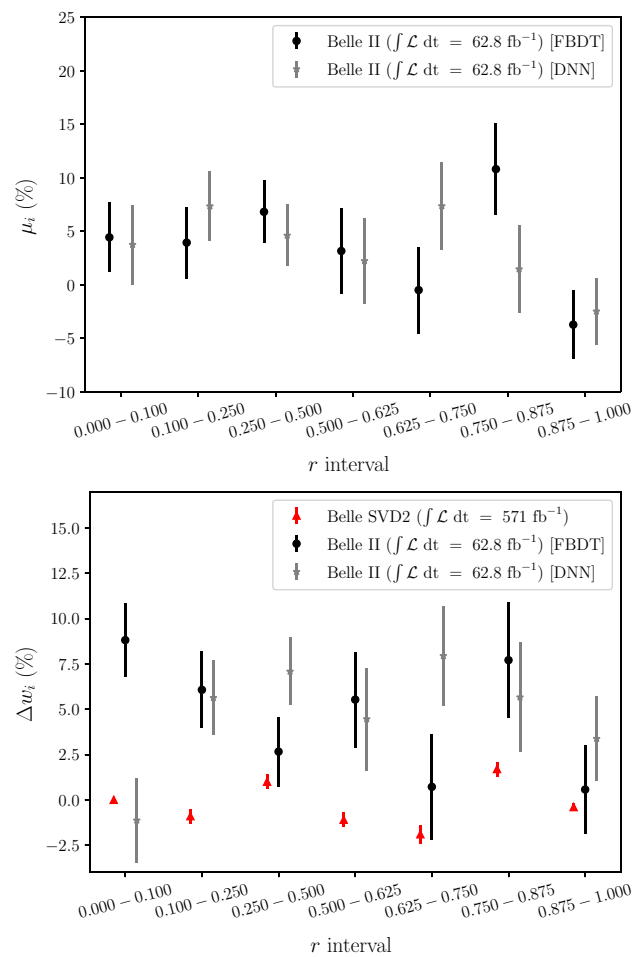 25
20
15
10
5
0
−5
−10
μᵢ (%)
Belle II (∫ 𝓛 dt = 62.8 fb⁻¹) [FBDT]
Belle II (∫ 𝓛 dt = 62.8 fb⁻¹) [DNN]
0.000 − 0.100
0.100 − 0.250
0.250 − 0.500
0.500 − 0.625
0.625 − 0.750
0.750 − 0.875
0.875 − 1.000
r interval
15.0
12.5
10.0
7.5
5.0
2.5
0.0
−2.5
Δwᵢ (%)
Belle SVD2 (∫ 𝓛 dt = 571 fb⁻¹)
Belle II (∫ 𝓛 dt = 62.8 fb⁻¹) [FBDT]
Belle II (∫ 𝓛 dt = 62.8 fb⁻¹) [DNN]
0.000 − 0.100
0.100 − 0.250
0.250 − 0.500
0.500 − 0.625
0.625 − 0.750
0.750 − 0.875
0.875 − 1.000
r interval